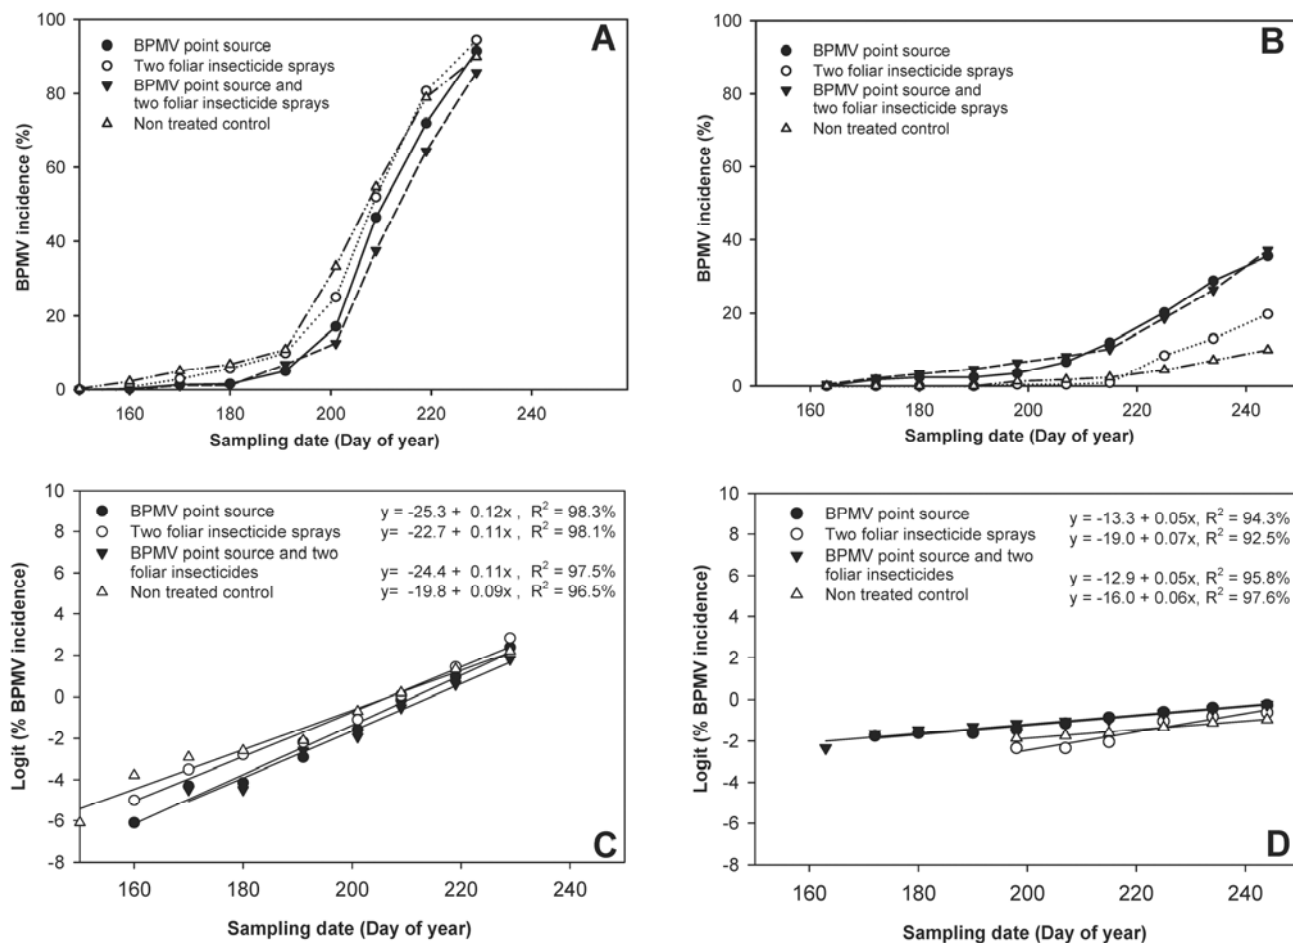 A
BPMV point source
Two foliar insecticide sprays
BPMV point source and
two foliar insecticide sprays
Non treated control
100
80
60
40
20
0
BPMV incidence (%)
160 180 200 220 240
Sampling date (Day of year)
B
BPMV point source
Two foliar insecticide sprays
BPMV point source and
two foliar insecticide sprays
Non treated control
100
80
60
40
20
0
BPMV incidence (%)
160 180 200 220 240
Sampling date (Day of year)
BPMV point source y = -25.3 + 0.12x , R² = 98.3%
Two foliar insecticide sprays y= -22.7 + 0.11x , R² = 98.1%
BPMV point source and two
foliar insecticides y= -24.4 + 0.11x , R² = 97.5%
Non treated control y= -19.8 + 0.09x , R² = 96.5%
10
8
6
4
2
0
-2
-4
-6
-8
Logit (% BPMV incidence)
C
160 180 200 220 240
Sampling date (Day of year)
BPMV point source y = -13.3 + 0.05x, R² = 94.3%
Two foliar insecticide sprays y = -19.0 + 0.07x, R² = 92.5%
BPMV point source and two
foliar insecticides y = -12.9 + 0.05x, R² = 95.8%
Non treated control y = -16.0 + 0.06x, R² = 97.6%
10
8
6
4
2
0
-2
-4
-6
-8
Logit (% BPMV incidence)
D
160 180 200 220 240
Sampling date (Day of year)